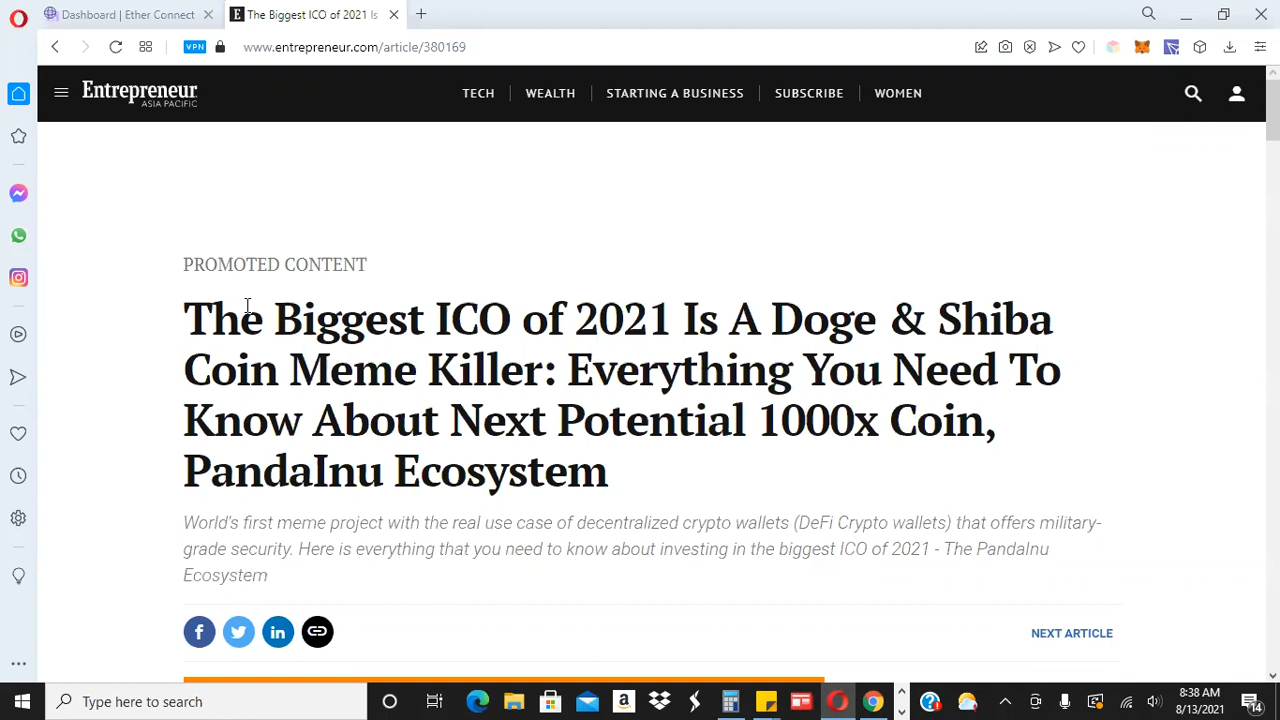 Dashboard | Ether Connect
The Biggest ICO of 2021 Is
VPN
www.entrepreneur.com/article/380169
Entrepreneur
ASIA PACIFIC
TECH
WEALTH
STARTING A BUSINESS
SUBSCRIBE
WOMEN
PROMOTED CONTENT
The Biggest ICO of 2021 Is A Doge & Shiba
Coin Meme Killer: Everything You Need To
Know About Next Potential 1000x Coin,
PandaInu Ecosystem
World's first meme project with the real use case of decentralized crypto wallets (DeFi Crypto wallets) that offers military-
grade security. Here is everything that you need to know about investing in the biggest ICO of 2021 - The PandaInu
Ecosystem
NEXT ARTICLE
Type here to search
8:38 AM
8/13/2021
14